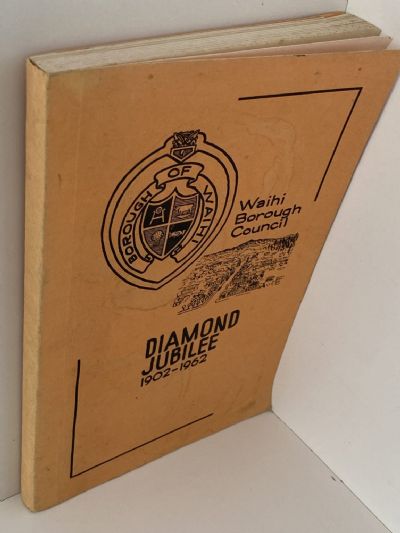 BOROUGH OF WAIHI
Waihi
Borough
Council
DIAMOND
JUBILEE
1902-1962